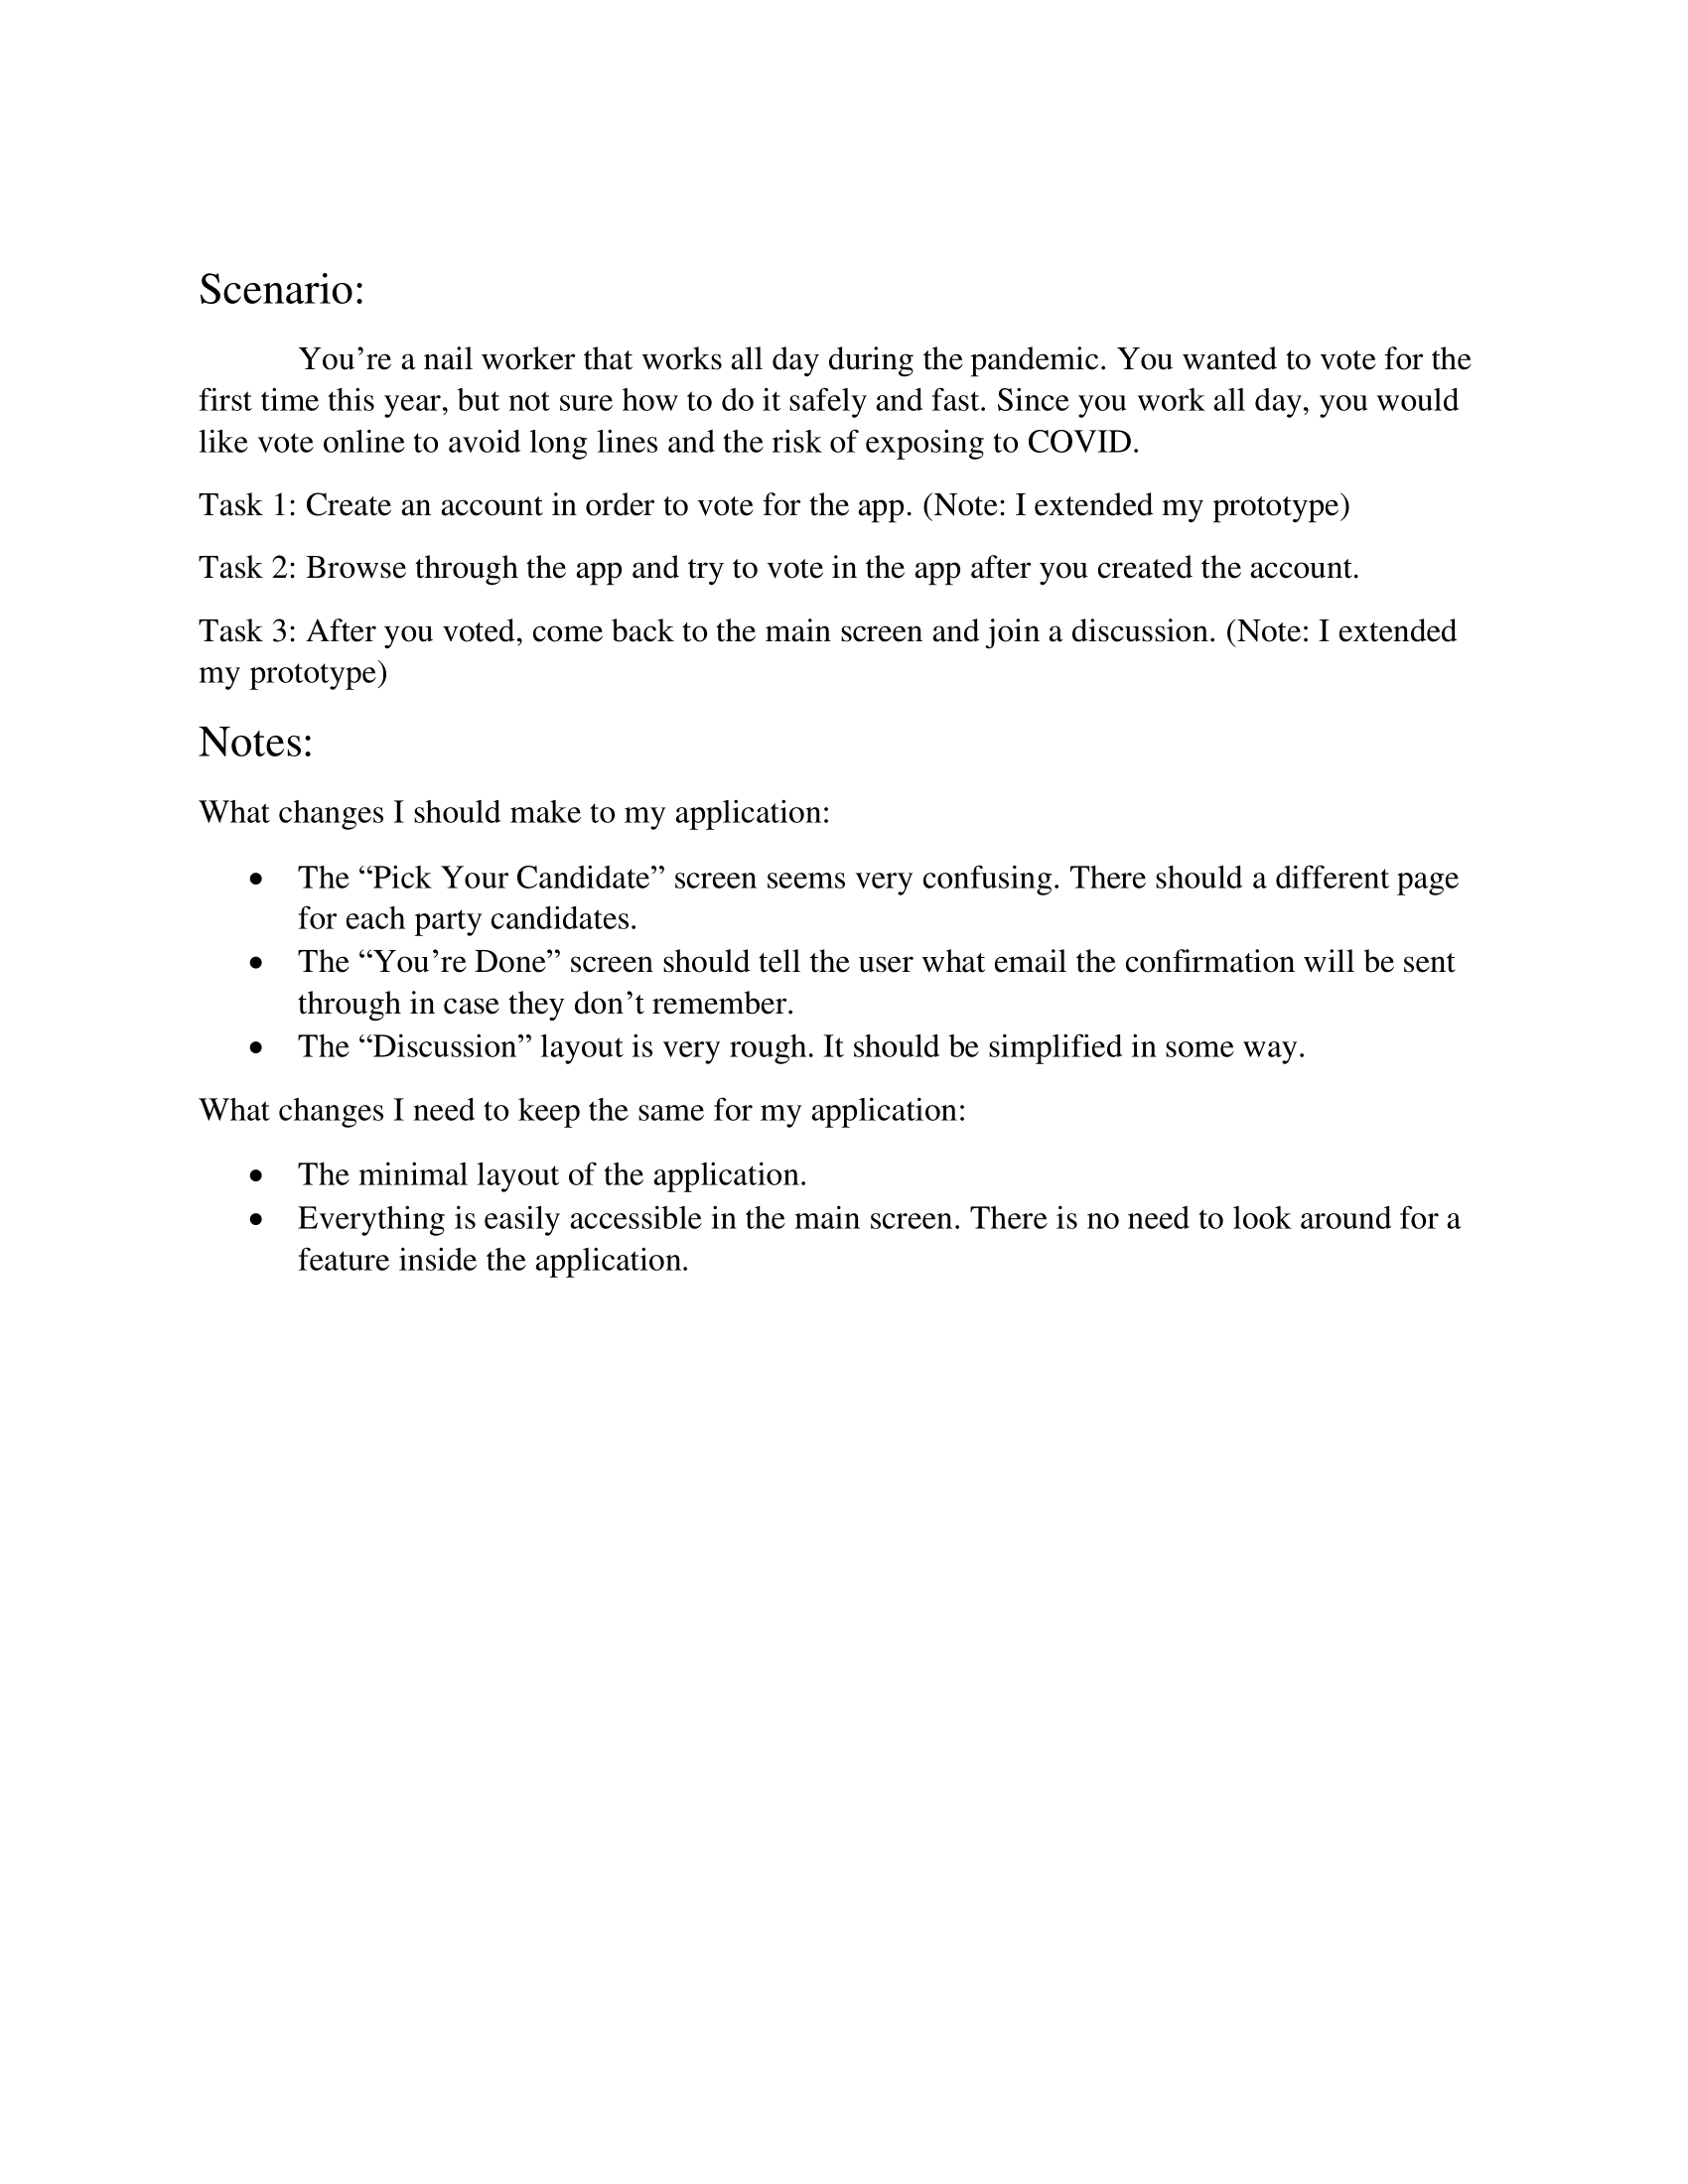 Scenario:
You’re a nail worker that works all day during the pandemic. You wanted to vote for the
first time this year, but not sure how to do it safely and fast. Since you work all day, you would
like vote online to avoid long lines and the risk of exposing to COVID.
Task 1: Create an account in order to vote for the app. (Note: I extended my prototype)
Task 2: Browse through the app and try to vote in the app after you created the account.
Task 3: After you voted, come back to the main screen and join a discussion. (Note: I extended
my prototype)
Notes:
What changes I should make to my application:
• The “Pick Your Candidate” screen seems very confusing. There should a different page
for each party candidates.
• The “You’re Done” screen should tell the user what email the confirmation will be sent
through in case they don’t remember.
• The “Discussion” layout is very rough. It should be simplified in some way.
What changes I need to keep the same for my application:
• The minimal layout of the application.
• Everything is easily accessible in the main screen. There is no need to look around for a
feature inside the application.